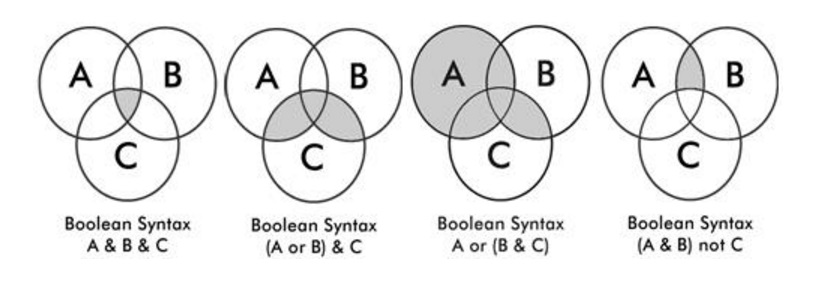 A B
C
Boolean Syntax
A & B & C
A B
C
Boolean Syntax
(A or B) & C
A B
C
Boolean Syntax
A or (B & C)
A B
C
Boolean Syntax
(A & B) not C